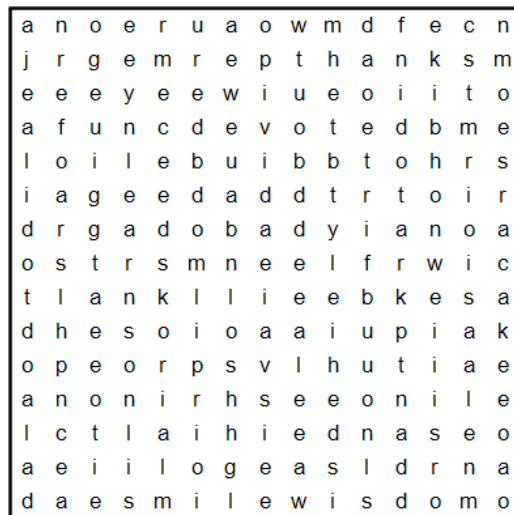 a n o e r u a o w m d f e c n
j r g e m r e p t h a n k s m
e e e y e e w i u e o i i t o
a f u n c d e v o t e d b m e
l o i l e b u i b b t o h r s
i a g e e d a d d t r t o i r
d r g a d o b a d y i a n o a
o s t r s m n e e l f r w i c
t l a n k l l i e e b k e s a
d h e s o i o a a i u p i a k
o p e o r p s v l h u t i a e
a n o n i r h s e e o n i l e
l c t l a i h i e d n a s e o
a e i i l o g e a s l d r n a
d a e s m i l e w i s d o m o